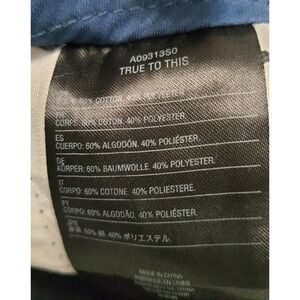 A09313S0
TRUE TO THIS
BODY: 60% COTTON. 40% POLYESTER.
CORPS: 60% COTON. 40% POLYESTER.
ES
CUERPO: 60% ALGODÓN. 40% POLIÉSTER.
DE
KÖRPER: 60% BAUMWOLLE. 40% POLYESTER.
IT
CORPO: 60% COTONE. 40% POLIESTERE.
PT
CORPO: 60% ALGODÃO. 40% POLIÉSTER.
JPN
60% 綿. 40% ポリエステル.
MADE IN CHINA